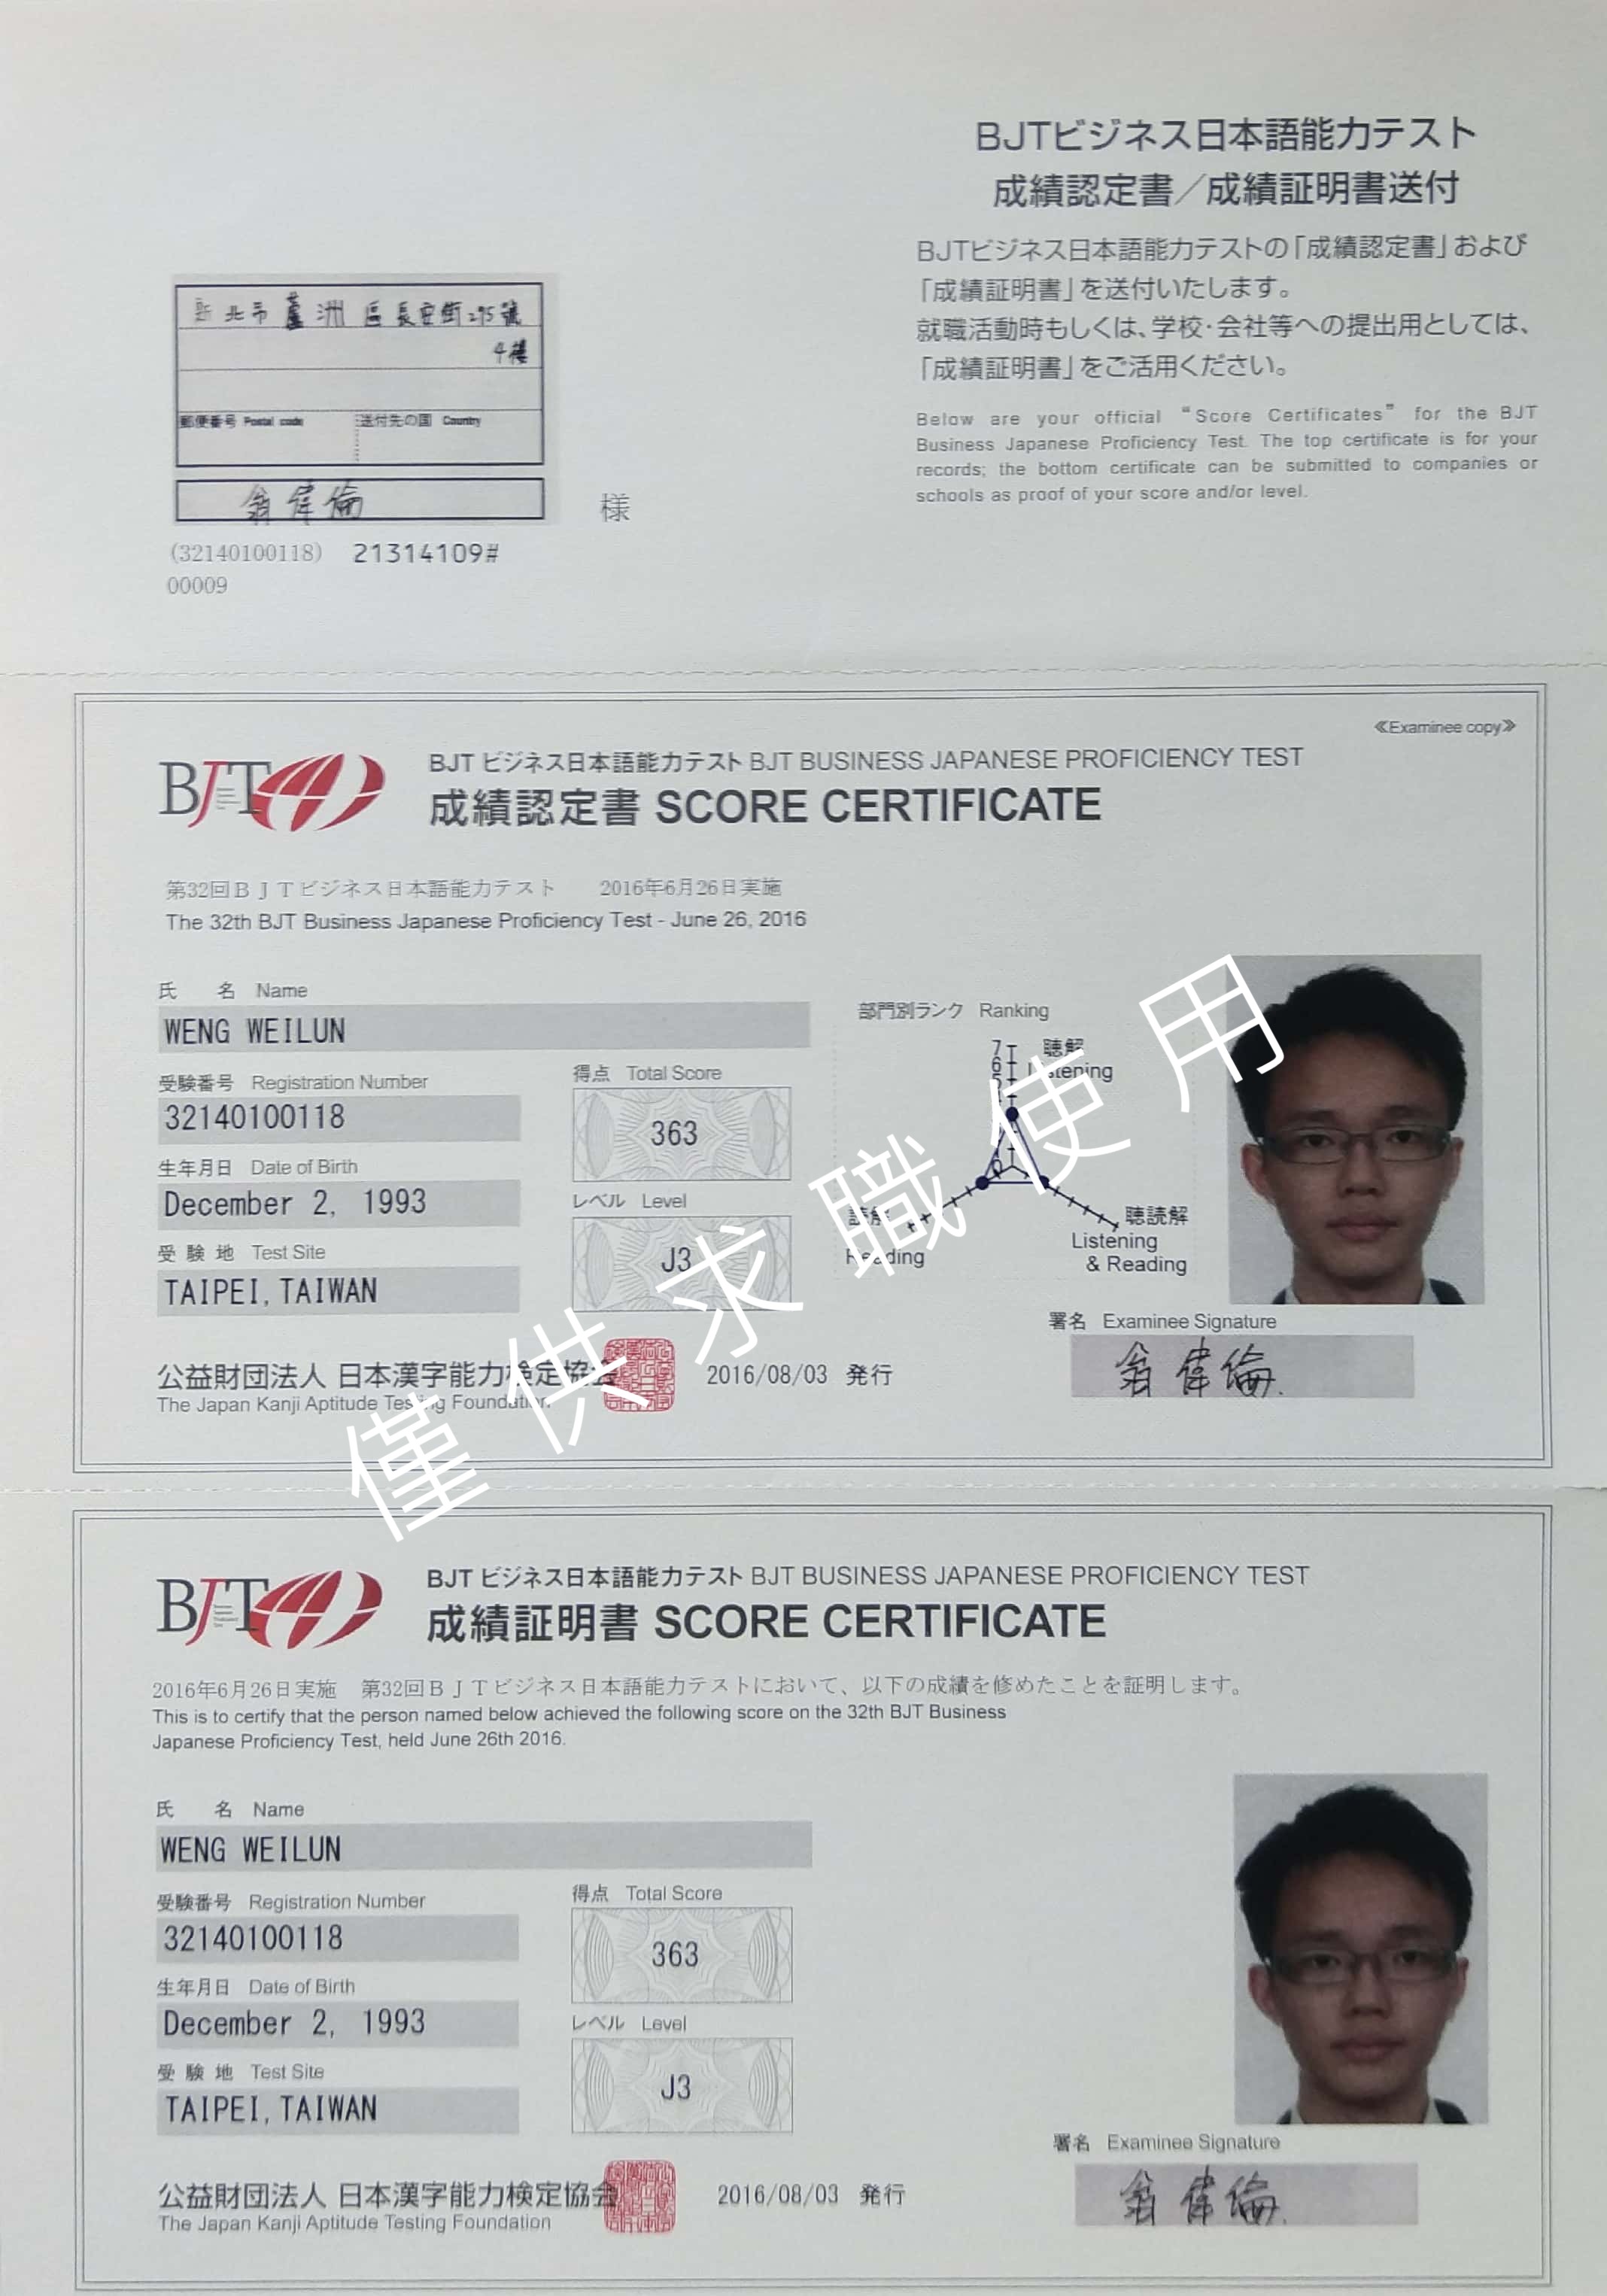 BJTビジネス日本語能力テスト
成績認定書／成績証明書送付
BJTビジネス日本語能力テストの「成績認定書」および
「成績証明書」を送付いたします。
就職活動時もしくは、学校・会社等への提出用としては、
「成績証明書」をご活用ください。
Below are your official "Score Certificates" for the BJT
Business Japanese Proficiency Test. The top certificate is for your
records; the bottom certificate can be submitted to companies or
schools as proof of your score and/or level.
新北市蘆洲區長安街275號
4樓
郵便番号 Postal code 送付先の国 Country
翁偉倫 様
(32140100118) 21314109#
00009
≪Examinee copy≫
BJT
BJT ビジネス日本語能力テスト BJT BUSINESS JAPANESE PROFICIENCY TEST
成績認定書 SCORE CERTIFICATE
第32回BJTビジネス日本語能力テスト 2016年6月26日実施
The 32th BJT Business Japanese Proficiency Test - June 26, 2016
氏 名 Name
WENG WEILUN
受験番号 Registration Number
32140100118
生年月日 Date of Birth
December 2, 1993
受験地 Test Site
TAIPEI, TAIWAN
得点 Total Score
363
レベル Level
J3
部門別ランク Ranking
7
6
5
聴解
Listening
読解
Reading
聴読解
Listening
& Reading
署名 Examinee Signature
翁偉倫
公益財団法人 日本漢字能力検定協会 2016/08/03 発行
The Japan Kanji Aptitude Testing Foundation
僅供求職使用
BJT
BJT ビジネス日本語能力テスト BJT BUSINESS JAPANESE PROFICIENCY TEST
成績証明書 SCORE CERTIFICATE
2016年6月26日実施 第32回BJTビジネス日本語能力テストにおいて、以下の成績を修めたことを証明します。
This is to certify that the person named below achieved the following score on the 32th BJT Business
Japanese Proficiency Test, held June 26th 2016.
氏 名 Name
WENG WEILUN
受験番号 Registration Number
32140100118
生年月日 Date of Birth
December 2, 1993
受験地 Test Site
TAIPEI, TAIWAN
得点 Total Score
363
レベル Level
J3
署名 Examinee Signature
翁偉倫
公益財団法人 日本漢字能力検定協会 2016/08/03 発行
The Japan Kanji Aptitude Testing Foundation